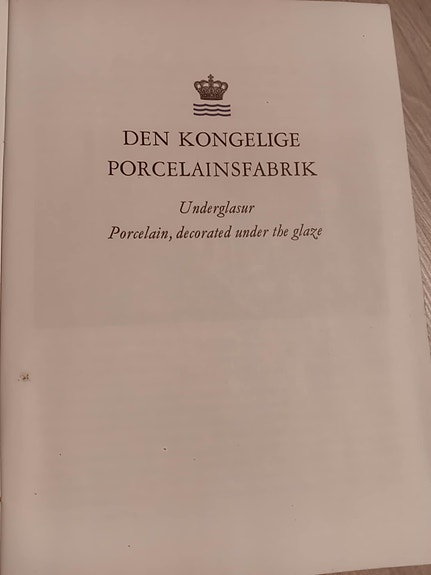 DEN KONGELIGE
PORCELAINSFABRIK
Underglasur
Porcelain, decorated under the glaze